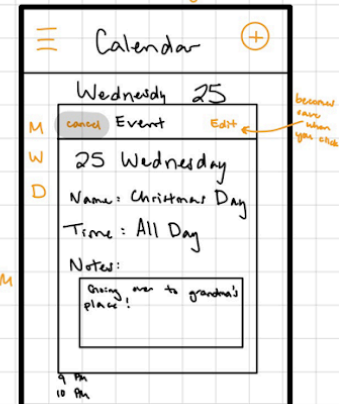 Calendar
Wednesdy 25
cancel Event Edit
becomes
save
when
you click
M
W
D
25 Wednesday
Name: Christmas Day
Time: All Day
Notes:
Going over to grandma's
place!
M
9 PM
10 PM